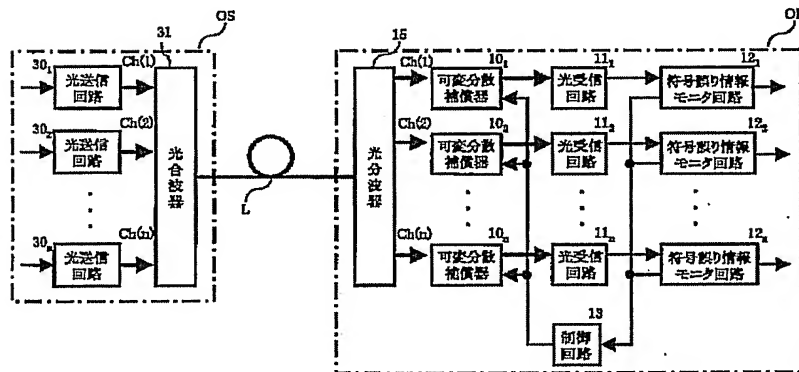 OS
OR
30₁
光送信
回路
Ch(1)
31
30₂
光送信
回路
Ch(2)
30ₙ
光送信
回路
Ch(n)
光合波器
L
15
光分波器
Ch(1)
10₁
可変分散
補償器
11₁
光受信
回路
12₁
符号誤り情報
モニタ回路
Ch(2)
10₂
可変分散
補償器
11₂
光受信
回路
12₂
符号誤り情報
モニタ回路
Ch(n)
10ₙ
可変分散
補償器
11ₙ
光受信
回路
12ₙ
符号誤り情報
モニタ回路
13
制御
回路